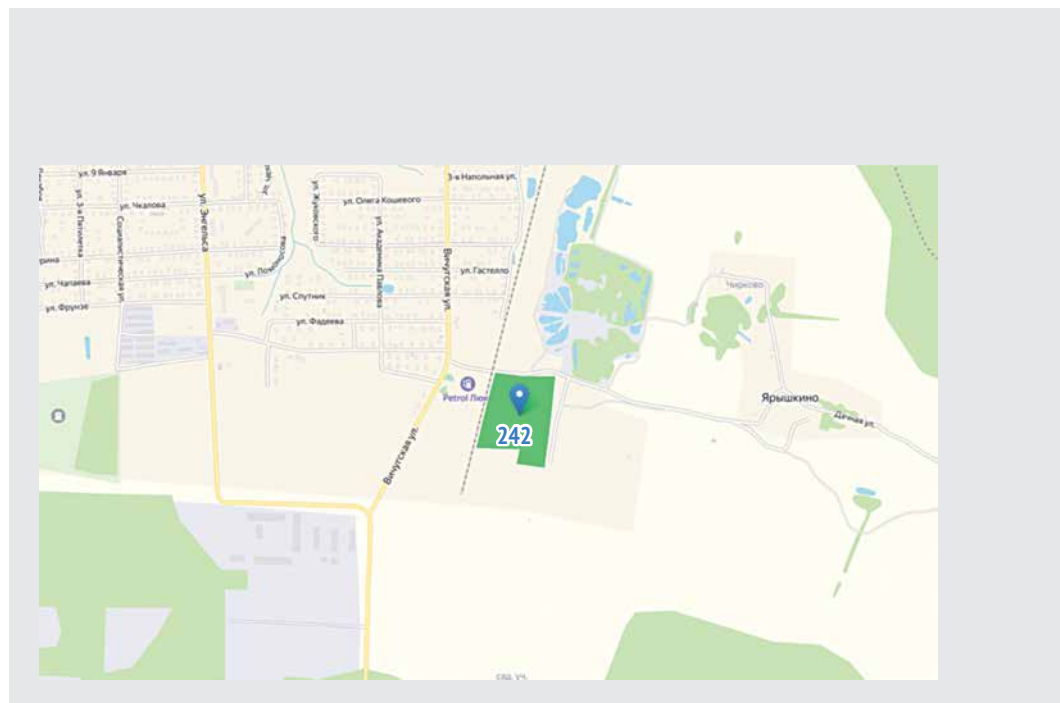 ул. 9 Января
3-я Напольная ул.
ул. Чкалова
ул. 3-я Пятилетка
Социалистическая ул.
ул. Энгельса
ул. Жуковского
ул. Олега Кошевого
ул. Академика Павлова
Вичугская ул.
ул. Гастелло
ул. Чапаева
ул. Фрунзе
ул. Спутник
ул. Фадеева
Чирково
Petrol Люкс
242
Ярышкино
Дачная ул.
Вичугская ул.